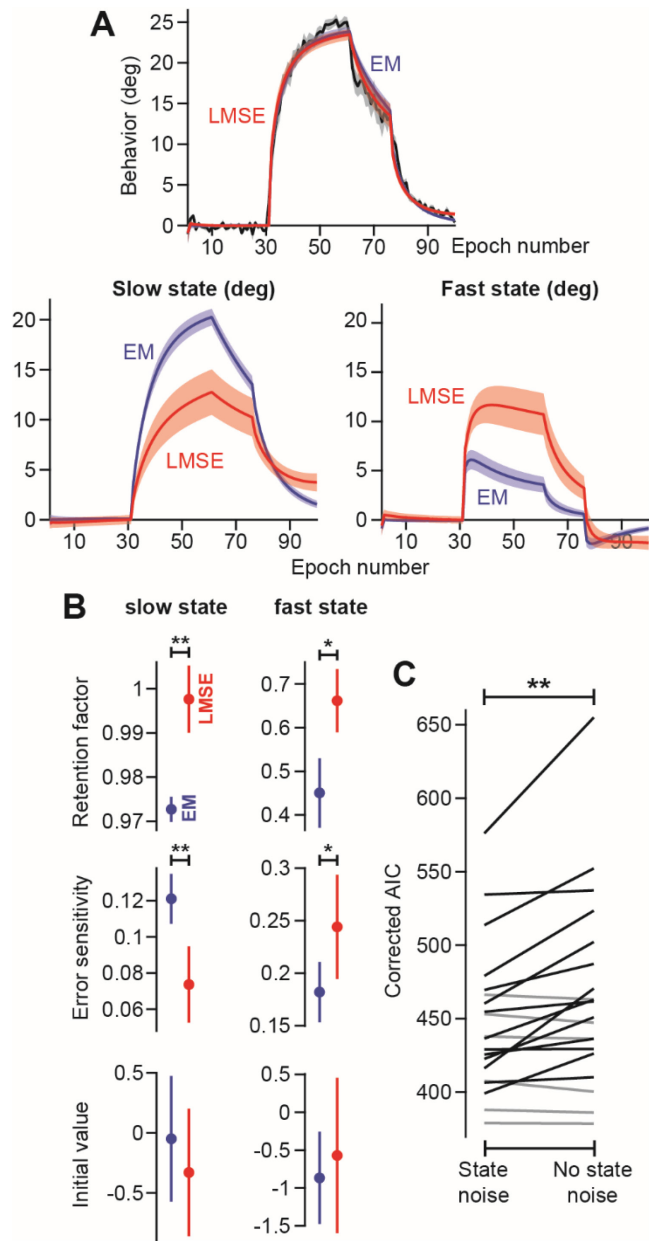 A
25
20
15
10
5
0
Behavior (deg)
EM
LMSE
10 30 50 70 90 Epoch number
Slow state (deg) Fast state (deg)
20 20
15 15
10 10
5 5
0 0
EM
LMSE
LMSE
EM
10 30 50 70 90 10 30 50 70 90
Epoch number
B
slow state fast state
** *
Retention factor
1
0.99
0.98
0.97
LMSE
EM
0.7
0.6
0.5
0.4
** *
Error sensitivity
0.12
0.1
0.08
0.06
0.3
0.25
0.2
0.15
Initial value
0.5
0
-0.5
0.5
0
-0.5
-1
-1.5
C
**
Corrected AIC
650
600
550
500
450
400
State noise
No state noise